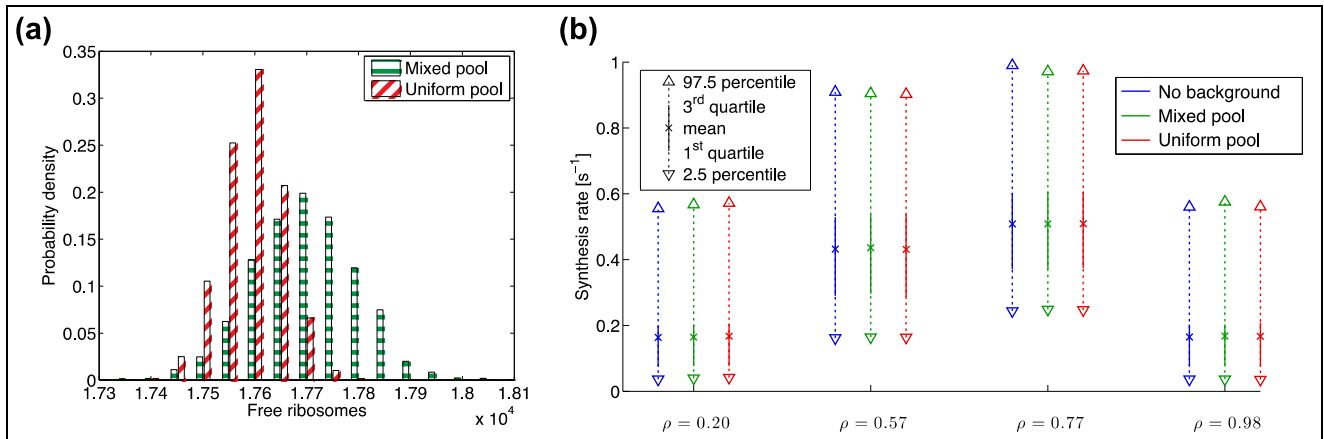 (a)
0.35
0.3
0.25
0.2
0.15
0.1
0.05
0
Probability density
Mixed pool
Uniform pool
1.73 1.74 1.75 1.76 1.77 1.78 1.79 1.8 1.81
Free ribosomes
x 10⁴
(b)
1
0.8
0.6
0.4
0.2
0
Synthesis rate [s⁻¹]
97.5 percentile
3rd quartile
mean
1st quartile
2.5 percentile
No background
Mixed pool
Uniform pool
ρ = 0.20 ρ = 0.57 ρ = 0.77 ρ = 0.98